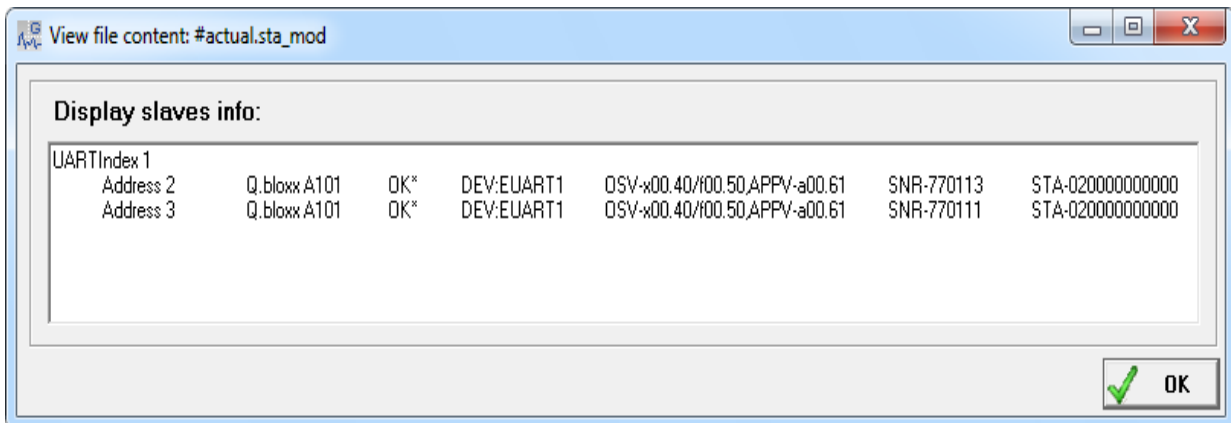 View file content: #actual.sta_mod
Display slaves info:
UARTIndex 1
Address 2 Q.bloxx A101 OK* DEV:EUART1 OSV-x00.40/f00.50,APPV-a00.61 SNR-770113 STA-020000000000
Address 3 Q.bloxx A101 OK* DEV:EUART1 OSV-x00.40/f00.50,APPV-a00.61 SNR-770111 STA-020000000000
OK